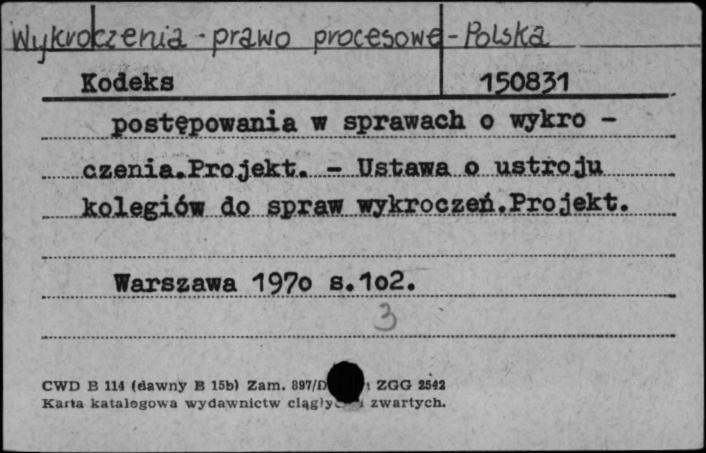 Wykroczenia - prawo procesowe - Polska
Kodeks 150831
postępowania w sprawach o wykro -
czenia.Projekt. - Ustawa o ustroju
kolegiów do spraw wykroczeń.Projekt.
Warszawa 197o s.1o2.
3
CWD B 114 (dawny B 15b) Zam. 897/D ZGG 2542
Karta katalogowa wydawnictw zwartych.